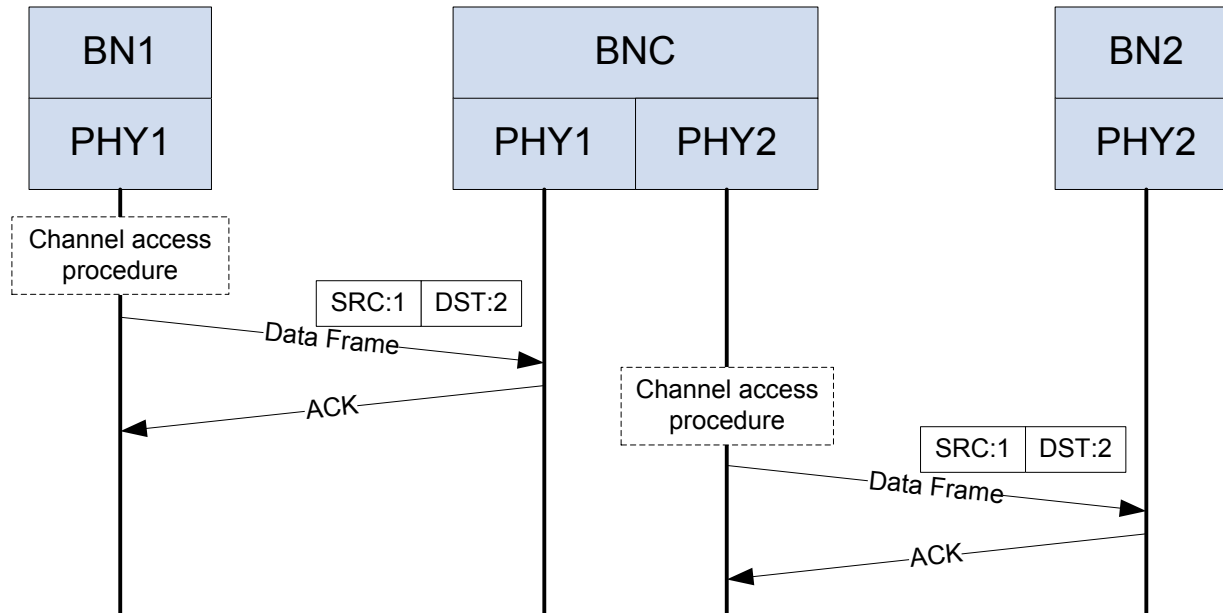 BN1
BNC
BN2
PHY1
PHY1
PHY2
PHY2
Channel access
procedure
SRC:1
DST:2
Data Frame
ACK
Channel access
procedure
SRC:1
DST:2
Data Frame
ACK